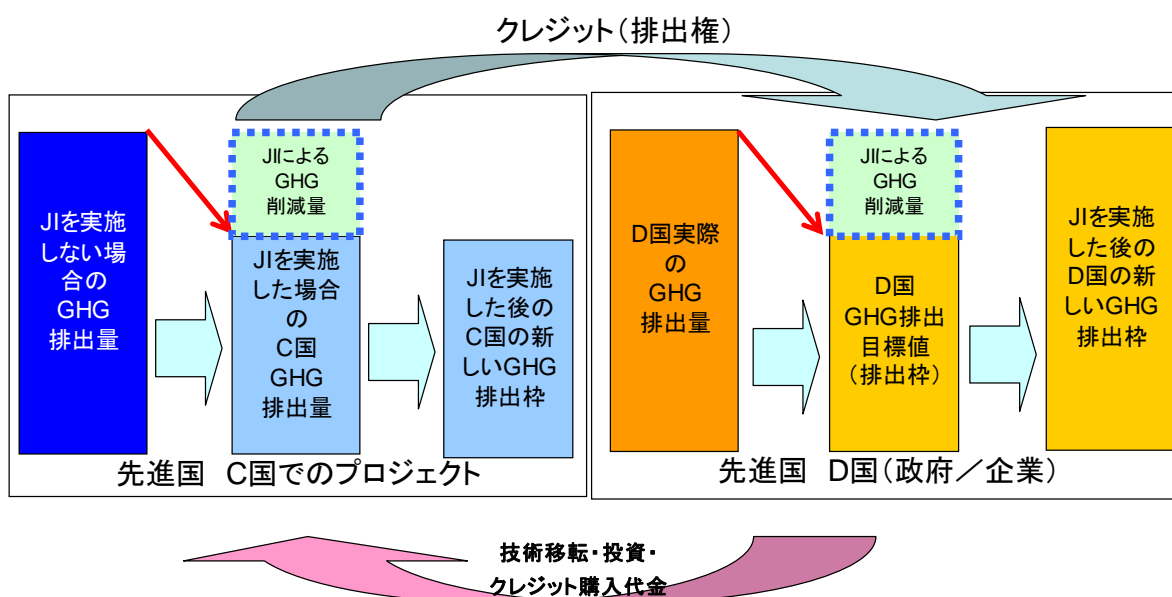 クレジット（排出権）
JIを実施
しない場
合の
GHG
排出量
JIによる
GHG
削減量
JIを実施
した場合
の
C国
GHG
排出量
JIを実施
した後の
C国の新
しいGHG
排出枠
先進国 C国でのプロジェクト
D国実際
の
GHG
排出量
JIによる
GHG
削減量
D国
GHG排出
目標値
（排出枠）
JIを実施
した後の
D国の新
しいGHG
排出枠
先進国 D国（政府／企業）
技術移転・投資・
クレジット購入代金